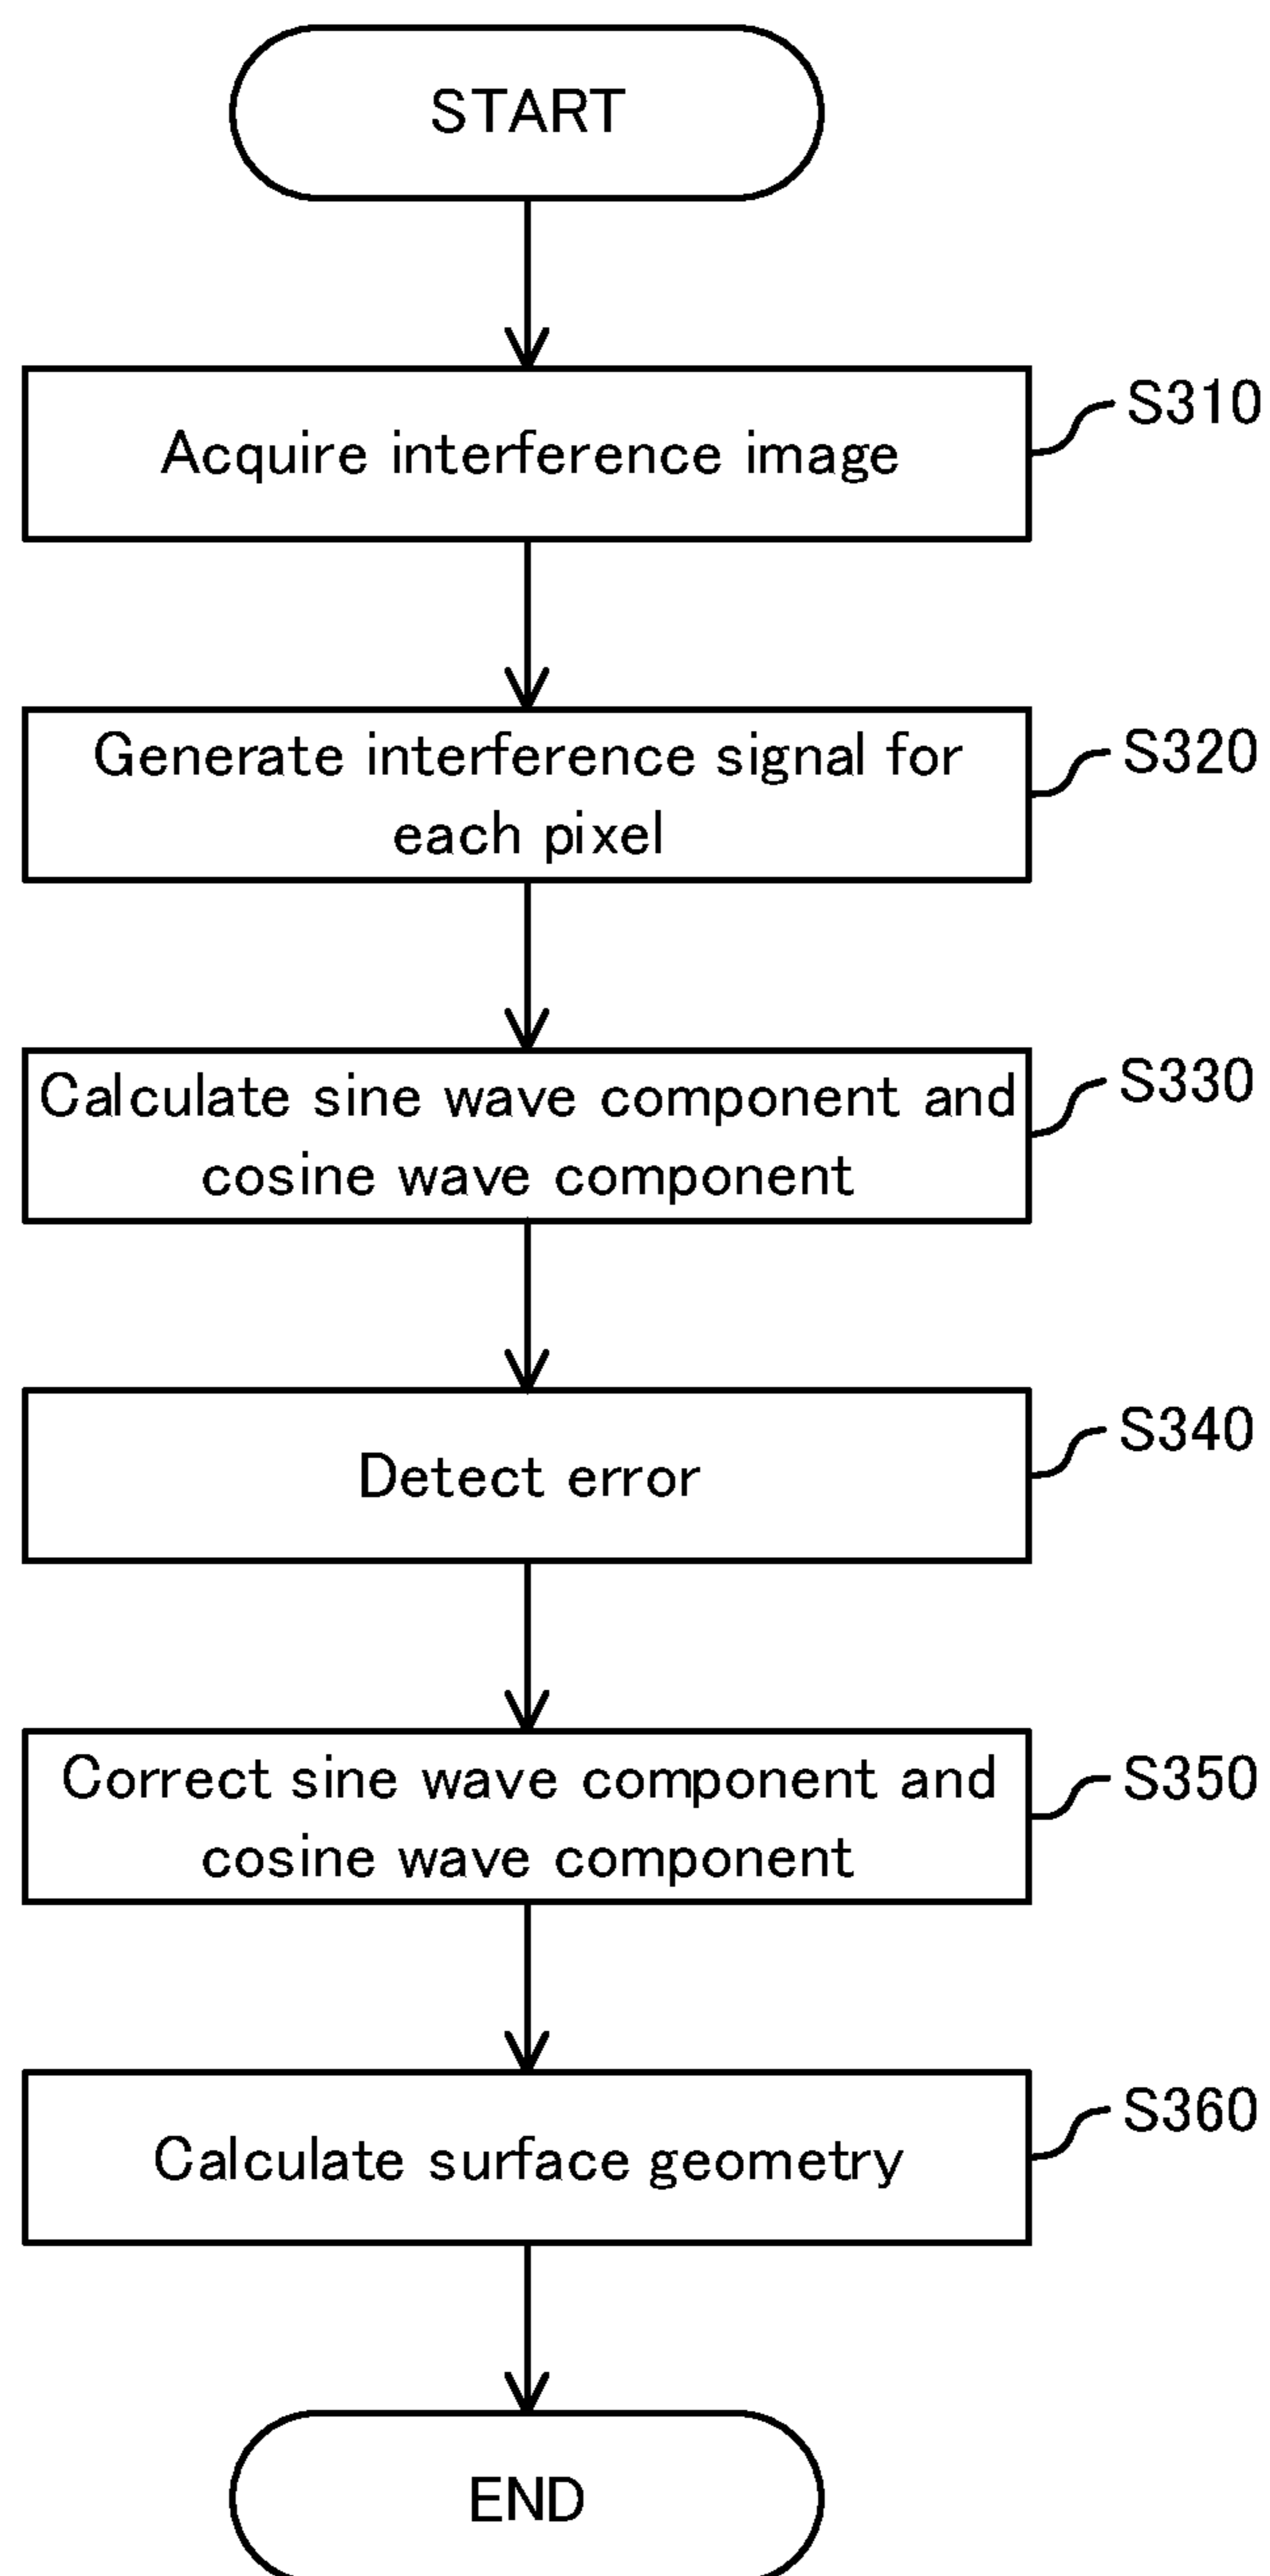 START
Acquire interference image
S310
Generate interference signal for
each pixel
S320
Calculate sine wave component and
cosine wave component
S330
Detect error
S340
Correct sine wave component and
cosine wave component
S350
Calculate surface geometry
S360
END